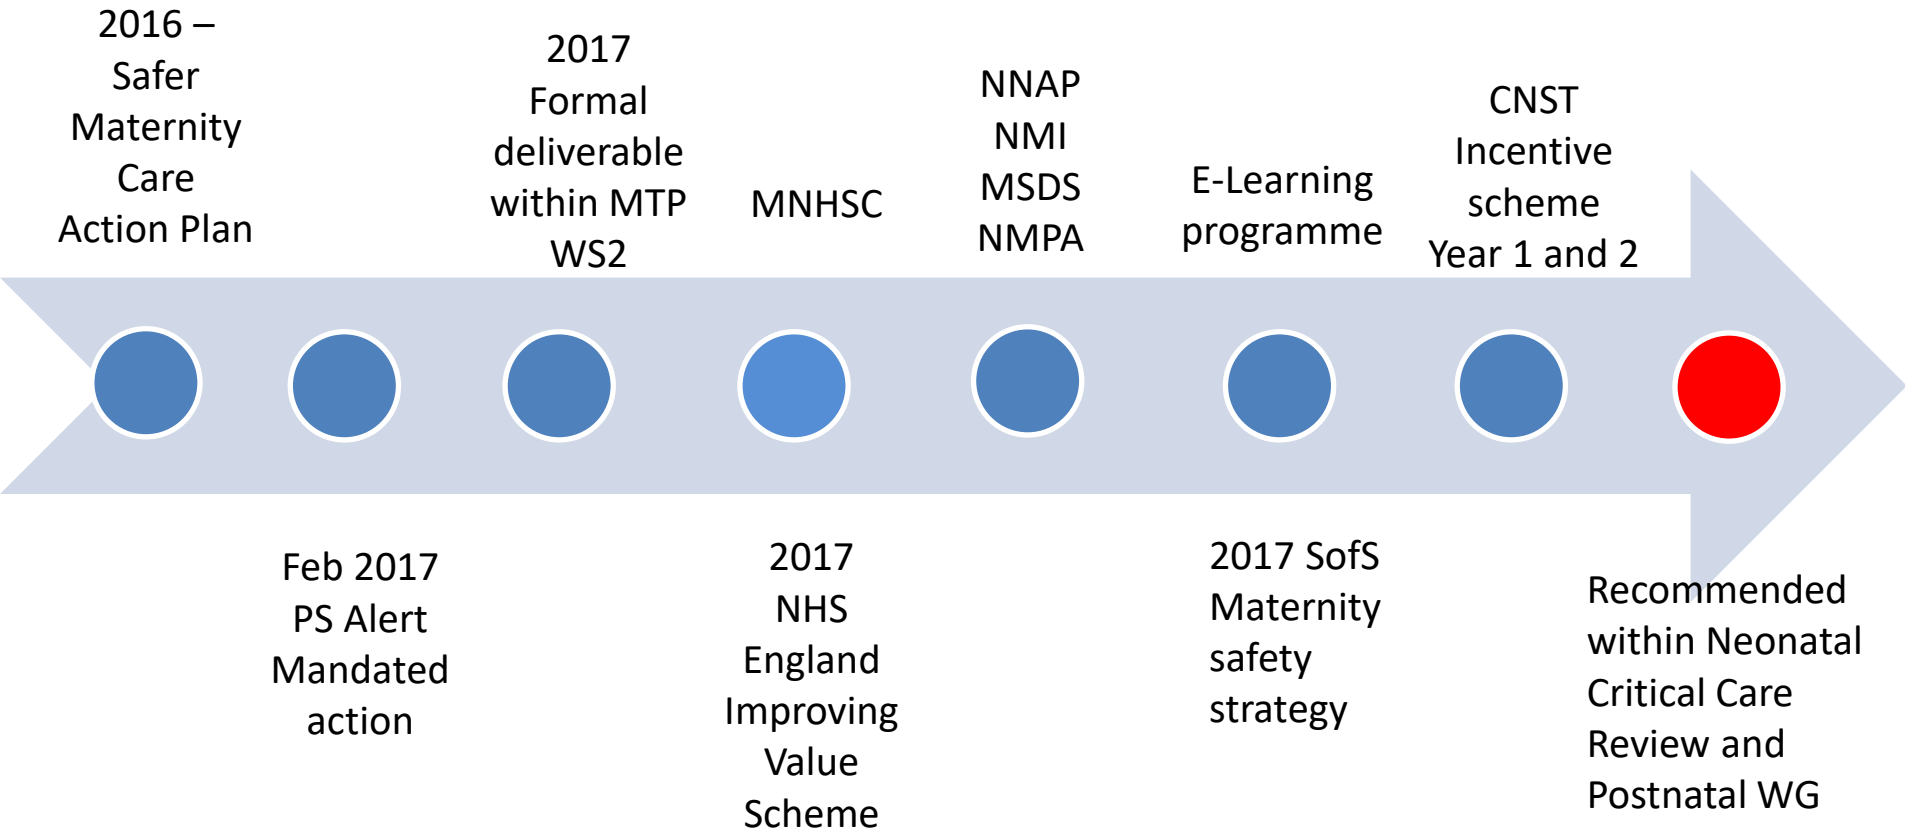 2016 –
Safer
Maternity
Care
Action Plan
Feb 2017
PS Alert
Mandated
action
2017
Formal
deliverable
within MTP
WS2
MNHSC
2017
NHS
England
Improving
Value
Scheme
NNAP
NMI
MSDS
NMPA
E-Learning
programme
2017 SofS
Maternity
safety
strategy
CNST
Incentive
scheme
Year 1 and 2
Recommended
within Neonatal
Critical Care
Review and
Postnatal WG